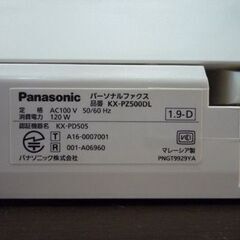 Panasonic パーソナルファクス
品番 KX-PZ500DL
定格 AC100 V 50/60 Hz
消費電力 120 W
1.9-D
認証機器名 KX-PD505
T A16-0007001
R 001-A06960
パナソニック株式会社
マレーシア製
PNGT9929YA